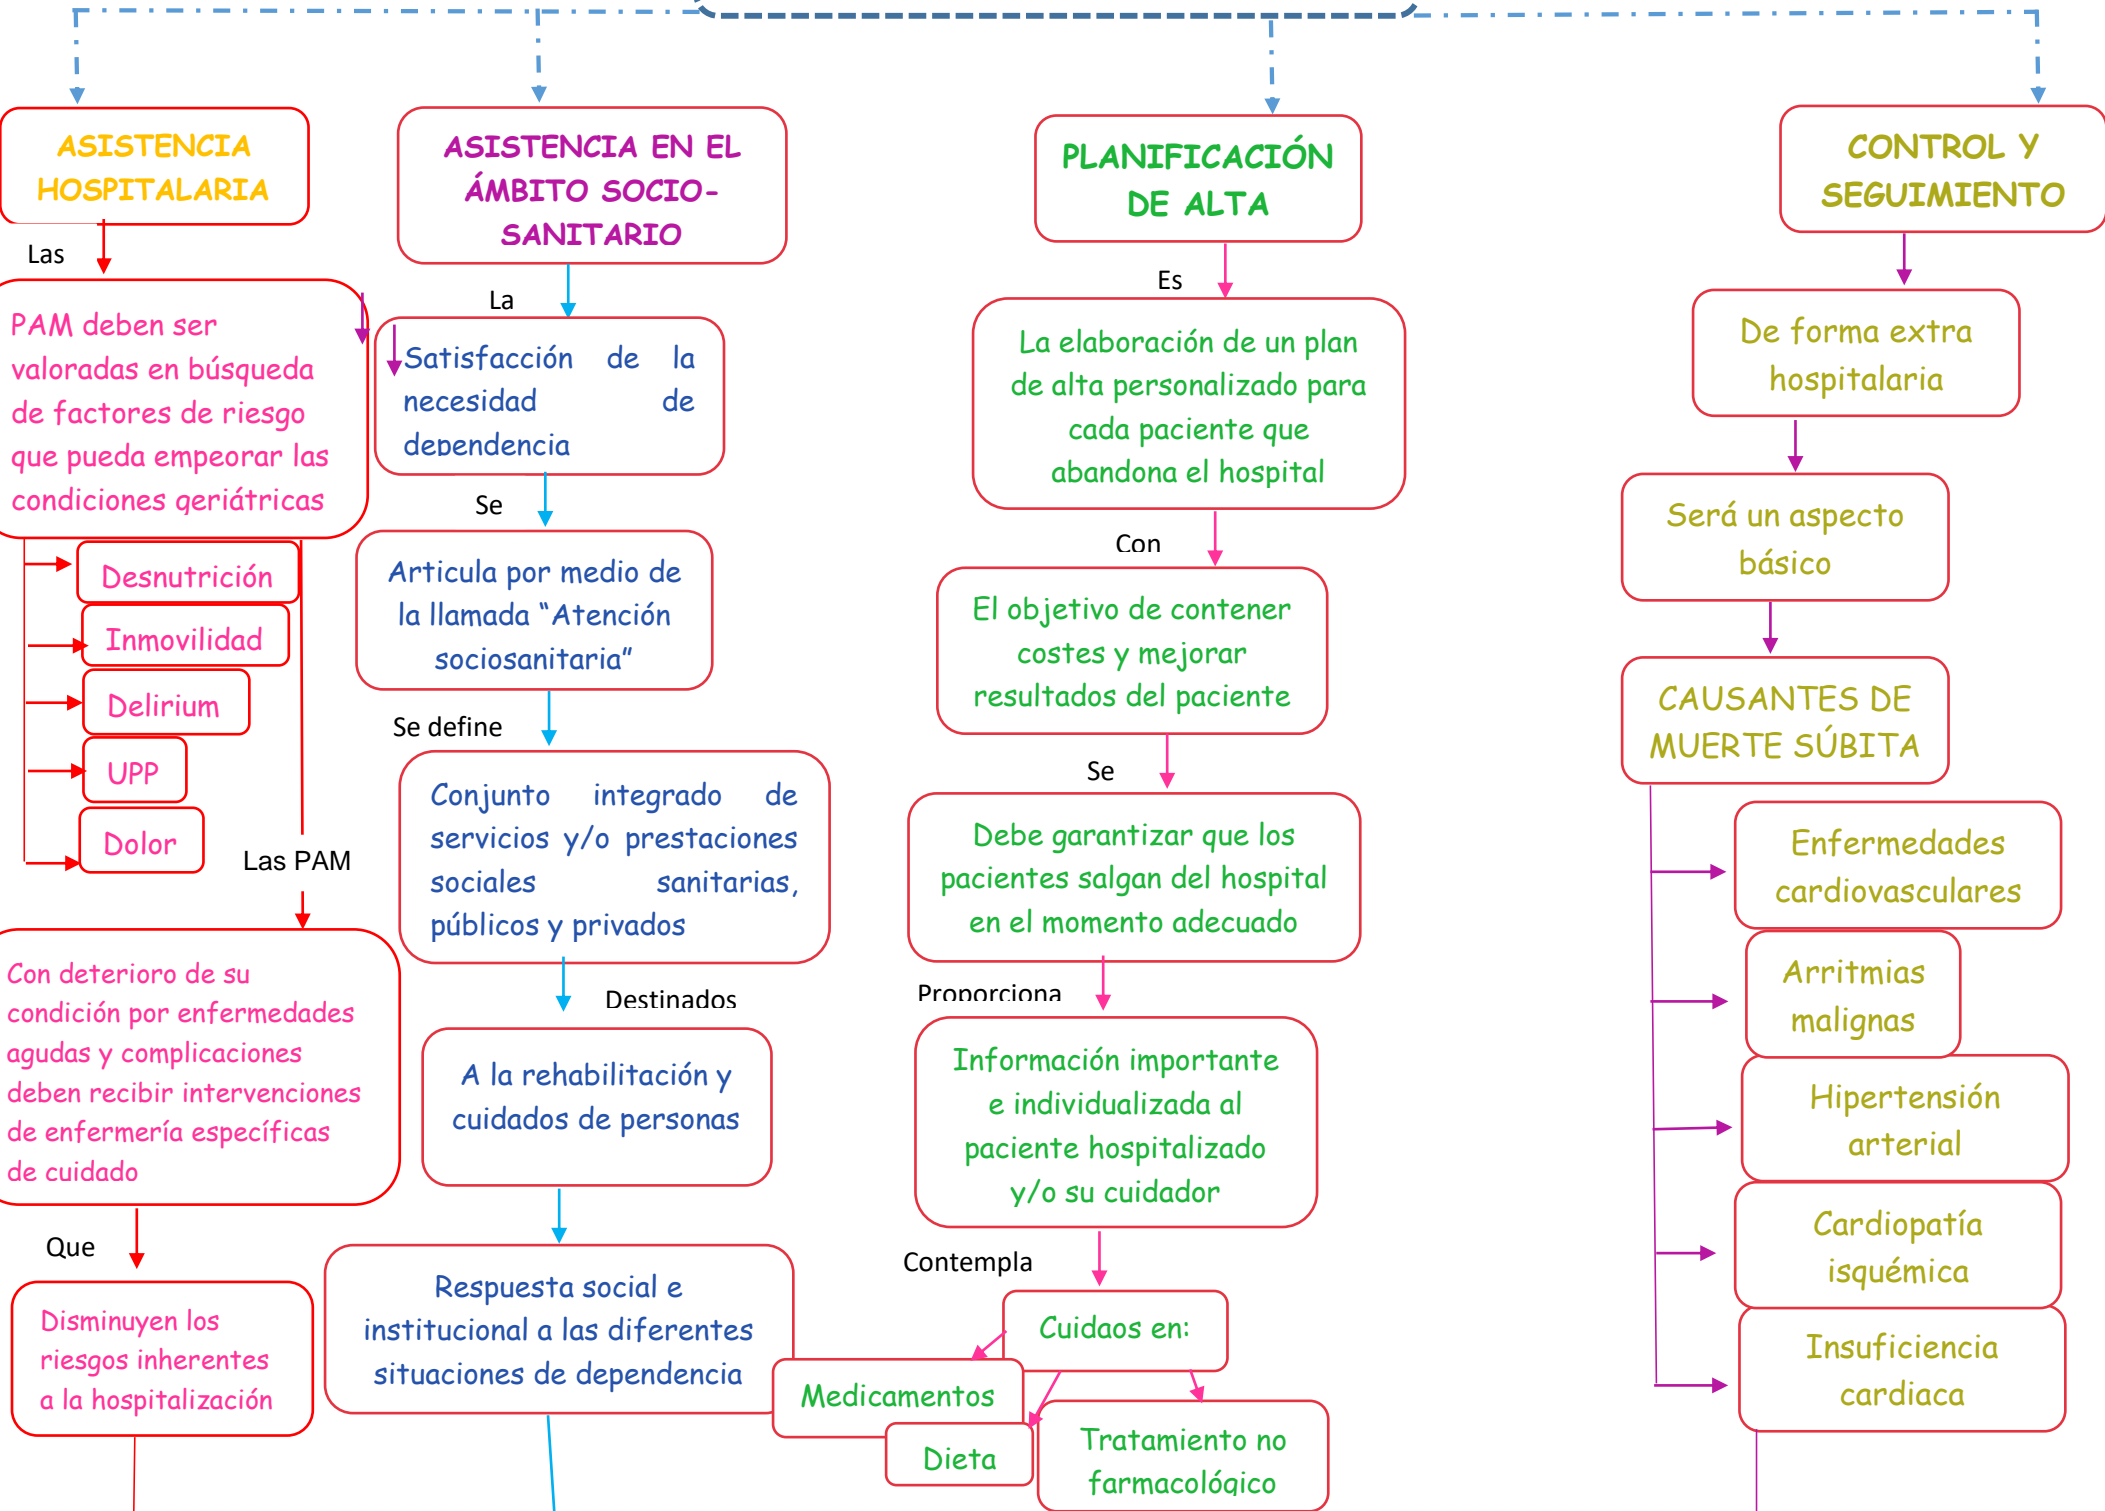 ASISTENCIA
HOSPITALARIA
Las
PAM deben ser
valoradas en búsqueda
de factores de riesgo
que pueda empeorar las
condiciones geriátricas
Desnutrición
Inmovilidad
Delirium
UPP
Dolor
Las PAM
Con deterioro de su
condición por enfermedades
agudas y complicaciones
deben recibir intervenciones
de enfermería específicas
de cuidado
Que
Disminuyen los
riesgos inherentes
a la hospitalización
ASISTENCIA EN EL
ÁMBITO SOCIO-
SANITARIO
La
Satisfacción de la
necesidad de
dependencia
Se
Articula por medio de
la llamada “Atención
sociosanitaria”
Se define
Conjunto integrado de
servicios y/o prestaciones
sociales sanitarias,
públicos y privados
Destinados
A la rehabilitación y
cuidados de personas
Respuesta social e
institucional a las diferentes
situaciones de dependencia
PLANIFICACIÓN
DE ALTA
Es
La elaboración de un plan
de alta personalizado para
cada paciente que
abandona el hospital
Con
El objetivo de contener
costes y mejorar
resultados del paciente
Se
Debe garantizar que los
pacientes salgan del hospital
en el momento adecuado
Proporciona
Información importante
e individualizada al
paciente hospitalizado
y/o su cuidador
Contempla
Cuidaos en:
Medicamentos
Dieta
Tratamiento no
farmacológico
CONTROL Y
SEGUIMIENTO
De forma extra
hospitalaria
Será un aspecto
básico
CAUSANTES DE
MUERTE SÚBITA
Enfermedades
cardiovasculares
Arritmias
malignas
Hipertensión
arterial
Cardiopatía
isquémica
Insuficiencia
cardiaca